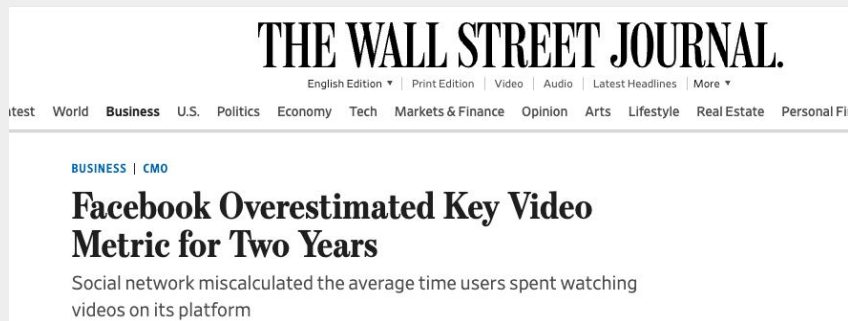 THE WALL STREET JOURNAL.
English Edition ▼ | Print Edition | Video | Audio | Latest Headlines | More ▼
World Business U.S. Politics Economy Tech Markets & Finance Opinion Arts Lifestyle Real Estate Personal
BUSINESS | CMO
Facebook Overestimated Key Video
Metric for Two Years
Social network miscalculated the average time users spent watching
videos on its platform